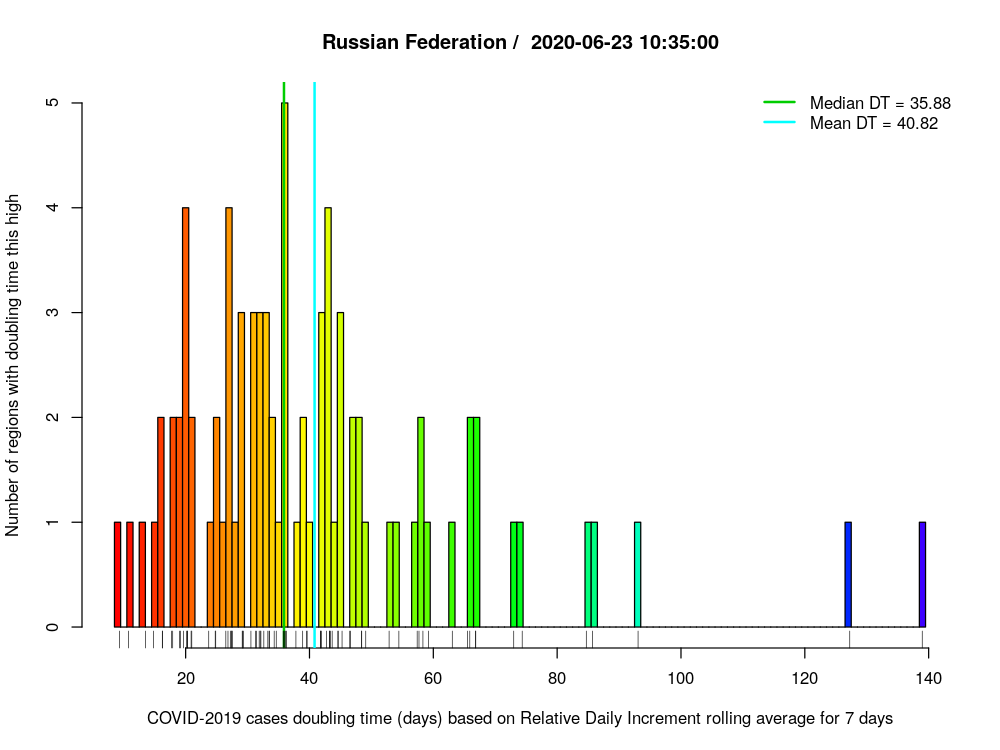 Russian Federation /  2020-06-23 10:35:00
Median DT = 35.88
Mean DT = 40.82
Number of regions with doubling time this high
5
4
3
2
1
0
20 40 60 80 100 120 140
COVID-2019 cases doubling time (days) based on Relative Daily Increment rolling average for 7 days